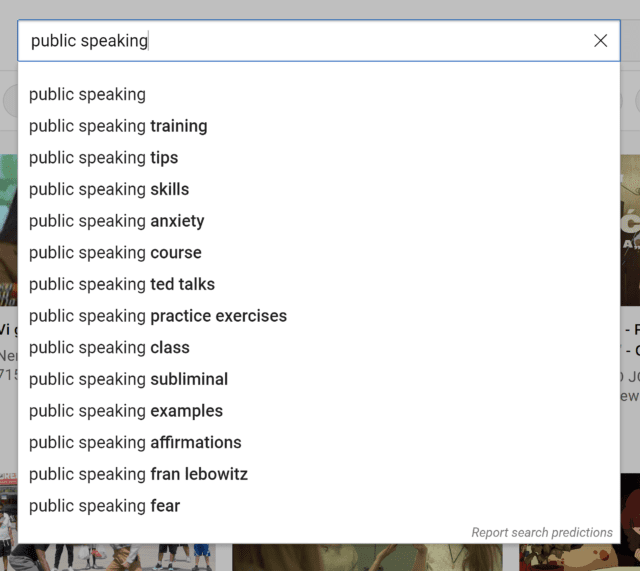 public speaking
public speaking
public speaking training
public speaking tips
public speaking skills
public speaking anxiety
public speaking course
public speaking ted talks
public speaking practice exercises
public speaking class
public speaking subliminal
public speaking examples
public speaking affirmations
public speaking fran lebowitz
public speaking fear
Report search predictions